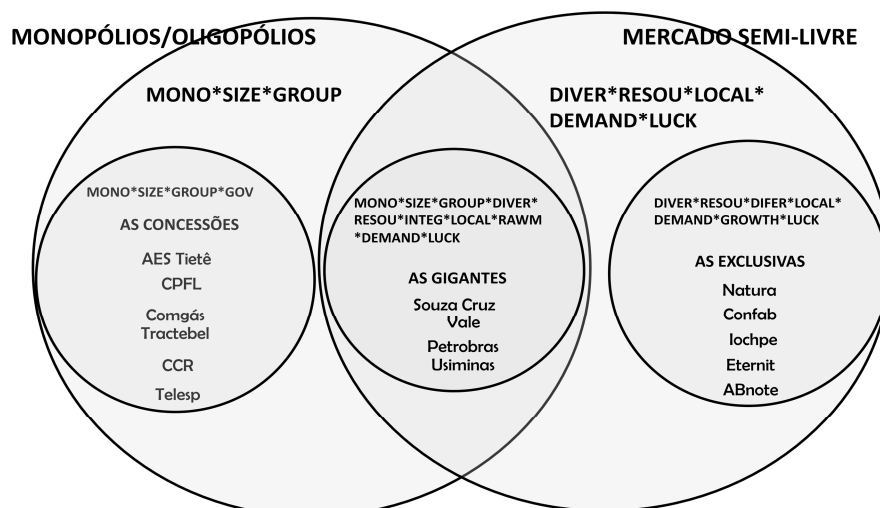 MONOPÓLIOS/OLIGOPÓLIOS
MERCADO SEMI-LIVRE
MONO*SIZE*GROUP
DIVER*RESOU*LOCAL*
DEMAND*LUCK
MONO*SIZE*GROUP*GOV
AS CONCESSÕES
AES Tietê
CPFL
Comgás
Tractebel
CCR
Telesp
MONO*SIZE*GROUP*DIVER*
RESOU*INTEG*LOCAL*RAWM
*DEMAND*LUCK
AS GIGANTES
Souza Cruz
Vale
Petrobras
Usiminas
DIVER*RESOU*DIFER*LOCAL*
DEMAND*GROWTH*LUCK
AS EXCLUSIVAS
Natura
Confab
Iochpe
Eternit
ABnote